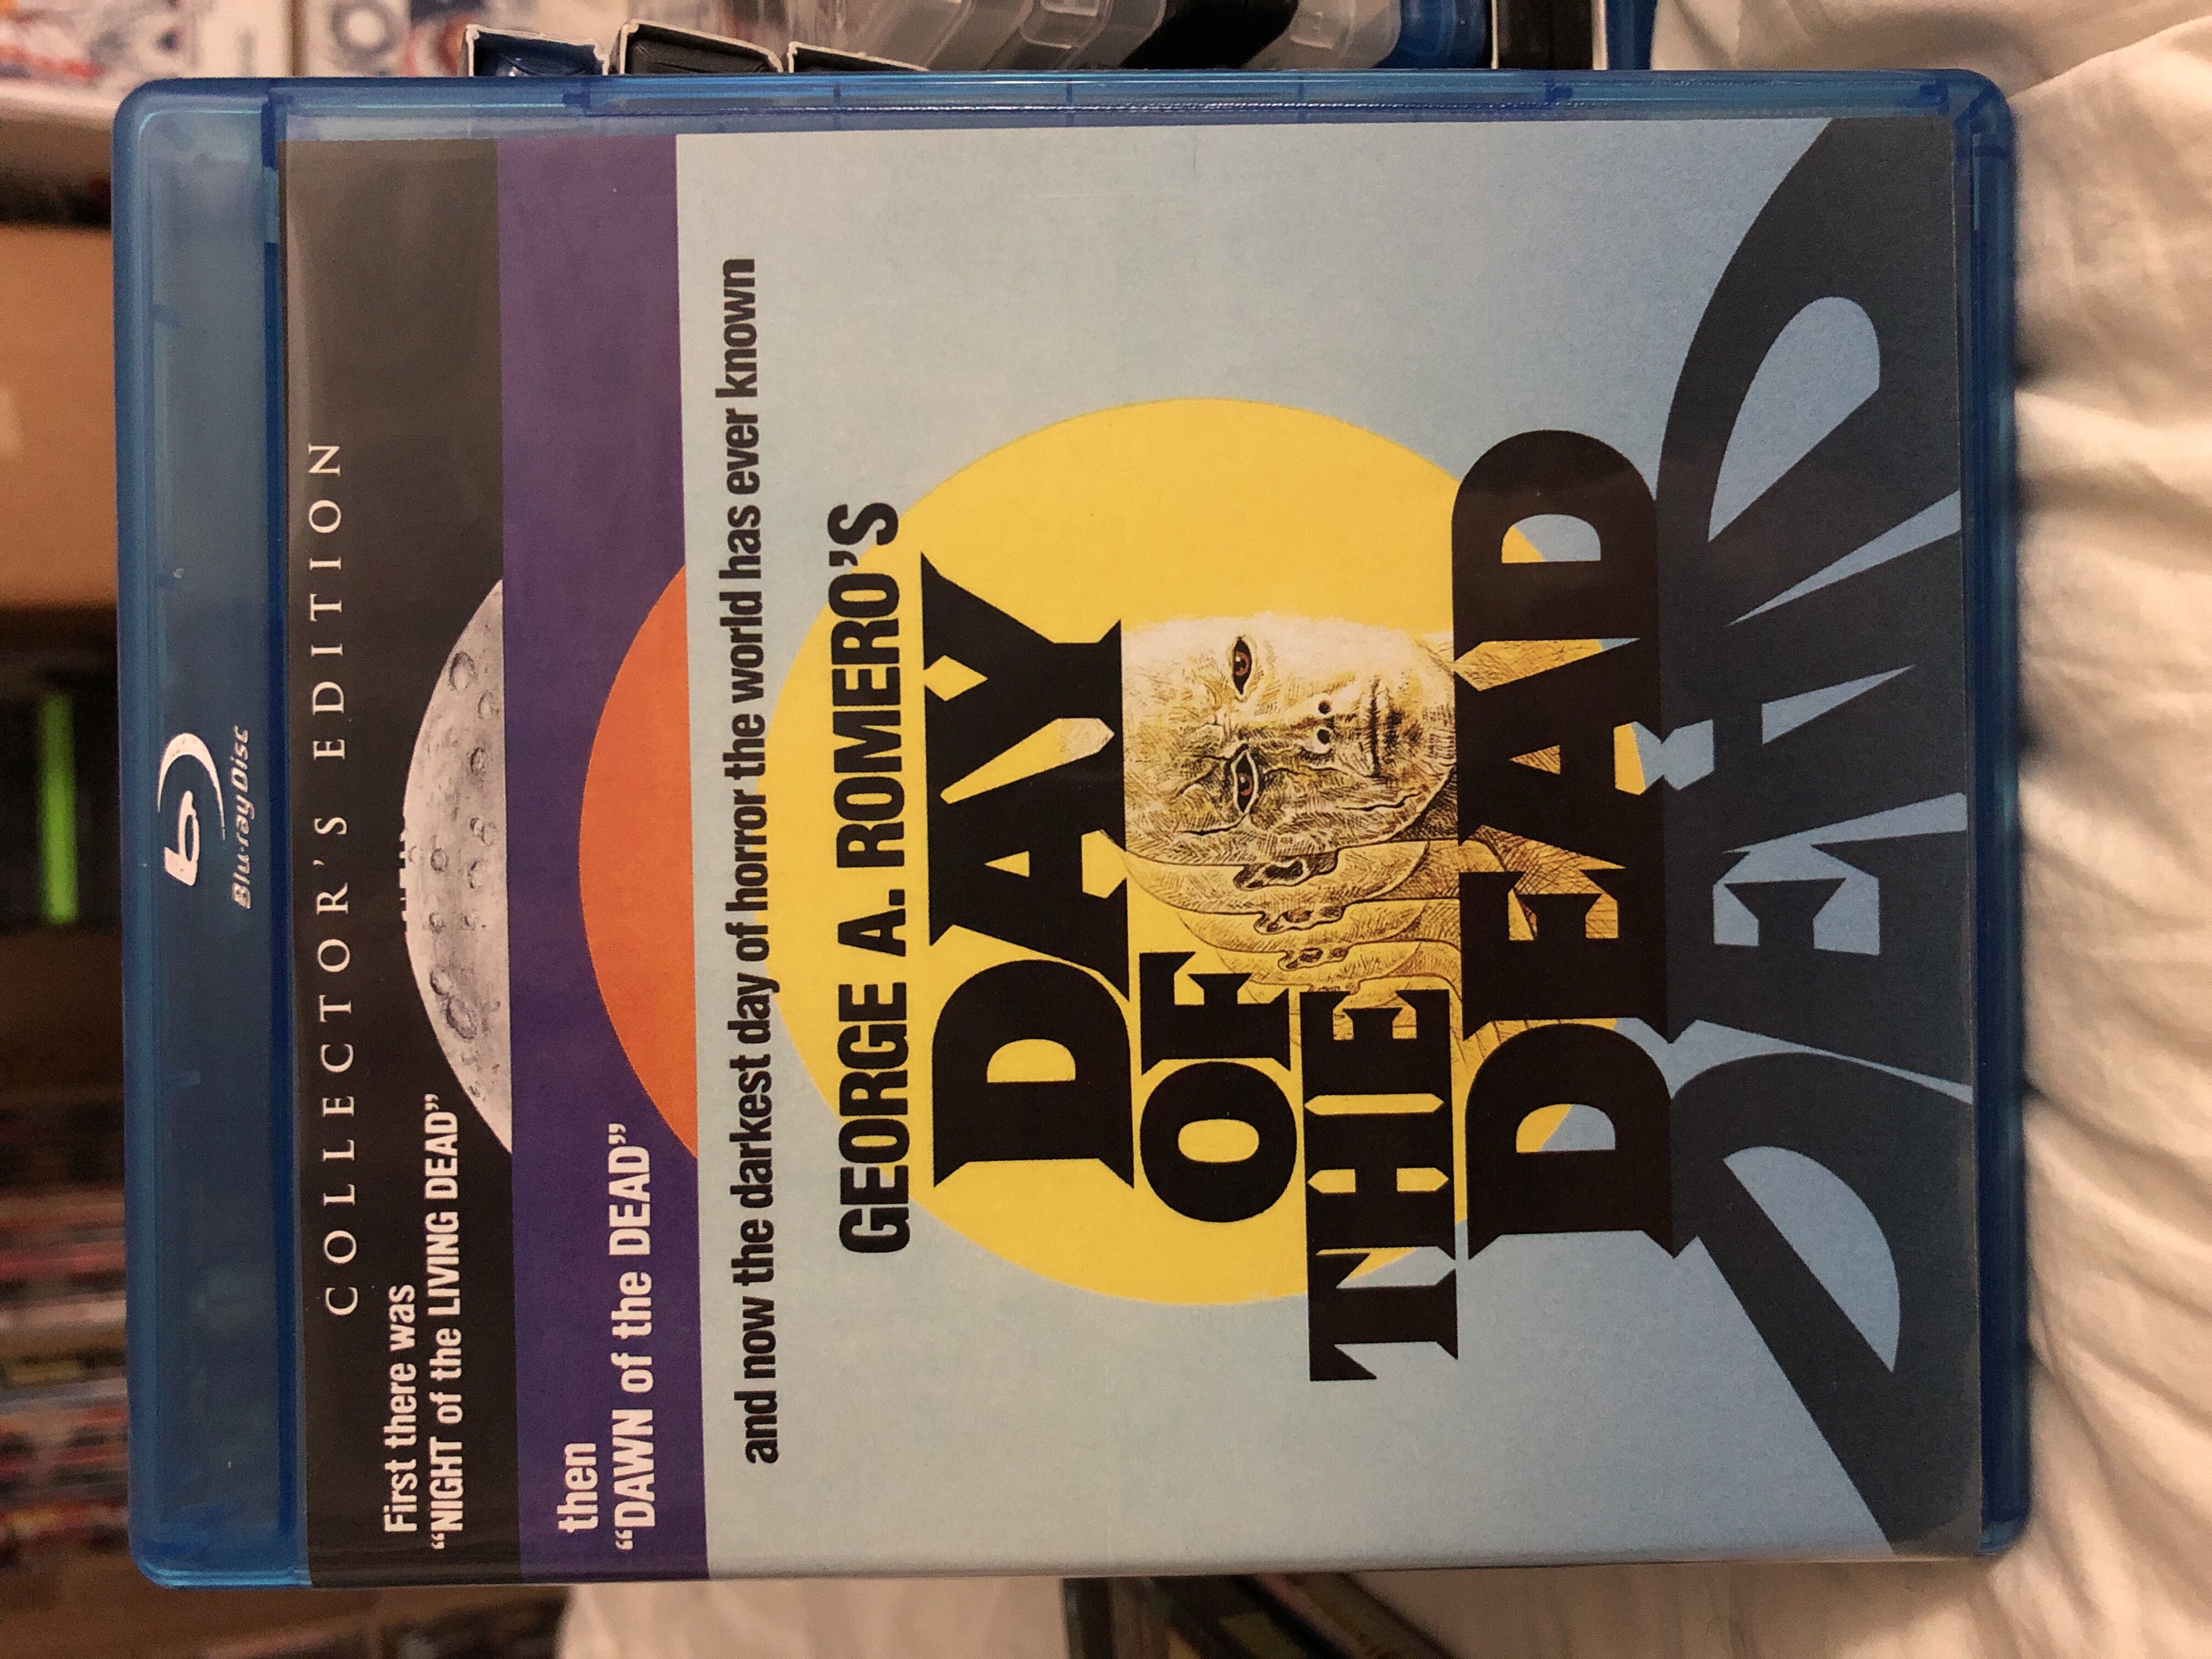 Blu-ray Disc
COLLECTOR'S EDITION
First there was
“NIGHT of the LIVING DEAD”
then
“DAWN of the DEAD”
and now the darkest day of horror the world has ever known
GEORGE A. ROMERO'S
DAY
OF
THE
DEAD
DEAD